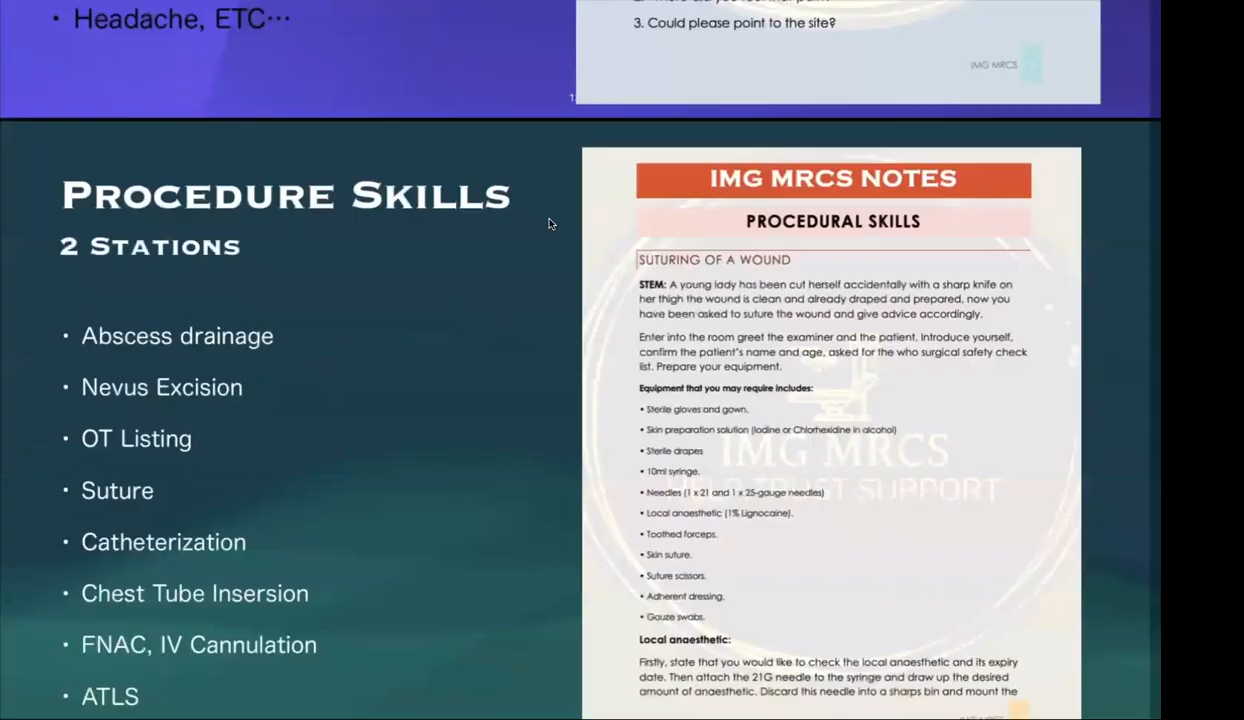 • Headache, ETC…
3. Could please point to the site?
IMG MRCS
PROCEDURE SKILLS
2 STATIONS
• Abscess drainage
• Nevus Excision
• OT Listing
• Suture
• Catheterization
• Chest Tube Insersion
• FNAC, IV Cannulation
• ATLS
IMG MRCS NOTES
PROCEDURAL SKILLS
SUTURING OF A WOUND
STEM: A young lady has been cut herself accidentally with a sharp knife on
her thigh the wound is clean and already draped and prepared, now you
have been asked to suture the wound and give advice accordingly.
Enter into the room greet the examiner and the patient. Introduce yourself,
confirm the patient's name and age, asked for the who surgical safety check
list. Prepare your equipment.
Equipment that you may require includes:
• Sterile gloves and gown.
• Skin preparation solution (Iodine or Chlorhexidine in alcohol)
• Sterile drapes
• 10ml syringe.
• Needles (1 x 21 and 1 x 25-gauge needles)
• Local anaesthetic (1% Lignocaine).
• Toothed forceps.
• Skin suture.
• Suture scissors.
• Adherent dressing.
• Gauze swabs.
Local anaesthetic:
Firstly, state that you would like to check the local anaesthetic and its expiry
date. Then attach the 21G needle to the syringe and draw up the desired
amount of anaesthetic. Discard this needle into a sharps bin and mount the
IMG MRCS
HELP TRUST SUPPORT